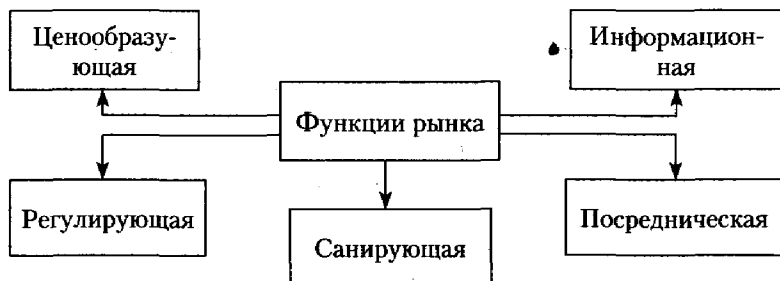 Ценообразу-
ющая
Информацион-
ная
Функции рынка
Регулирующая
Санирующая
Посредническая